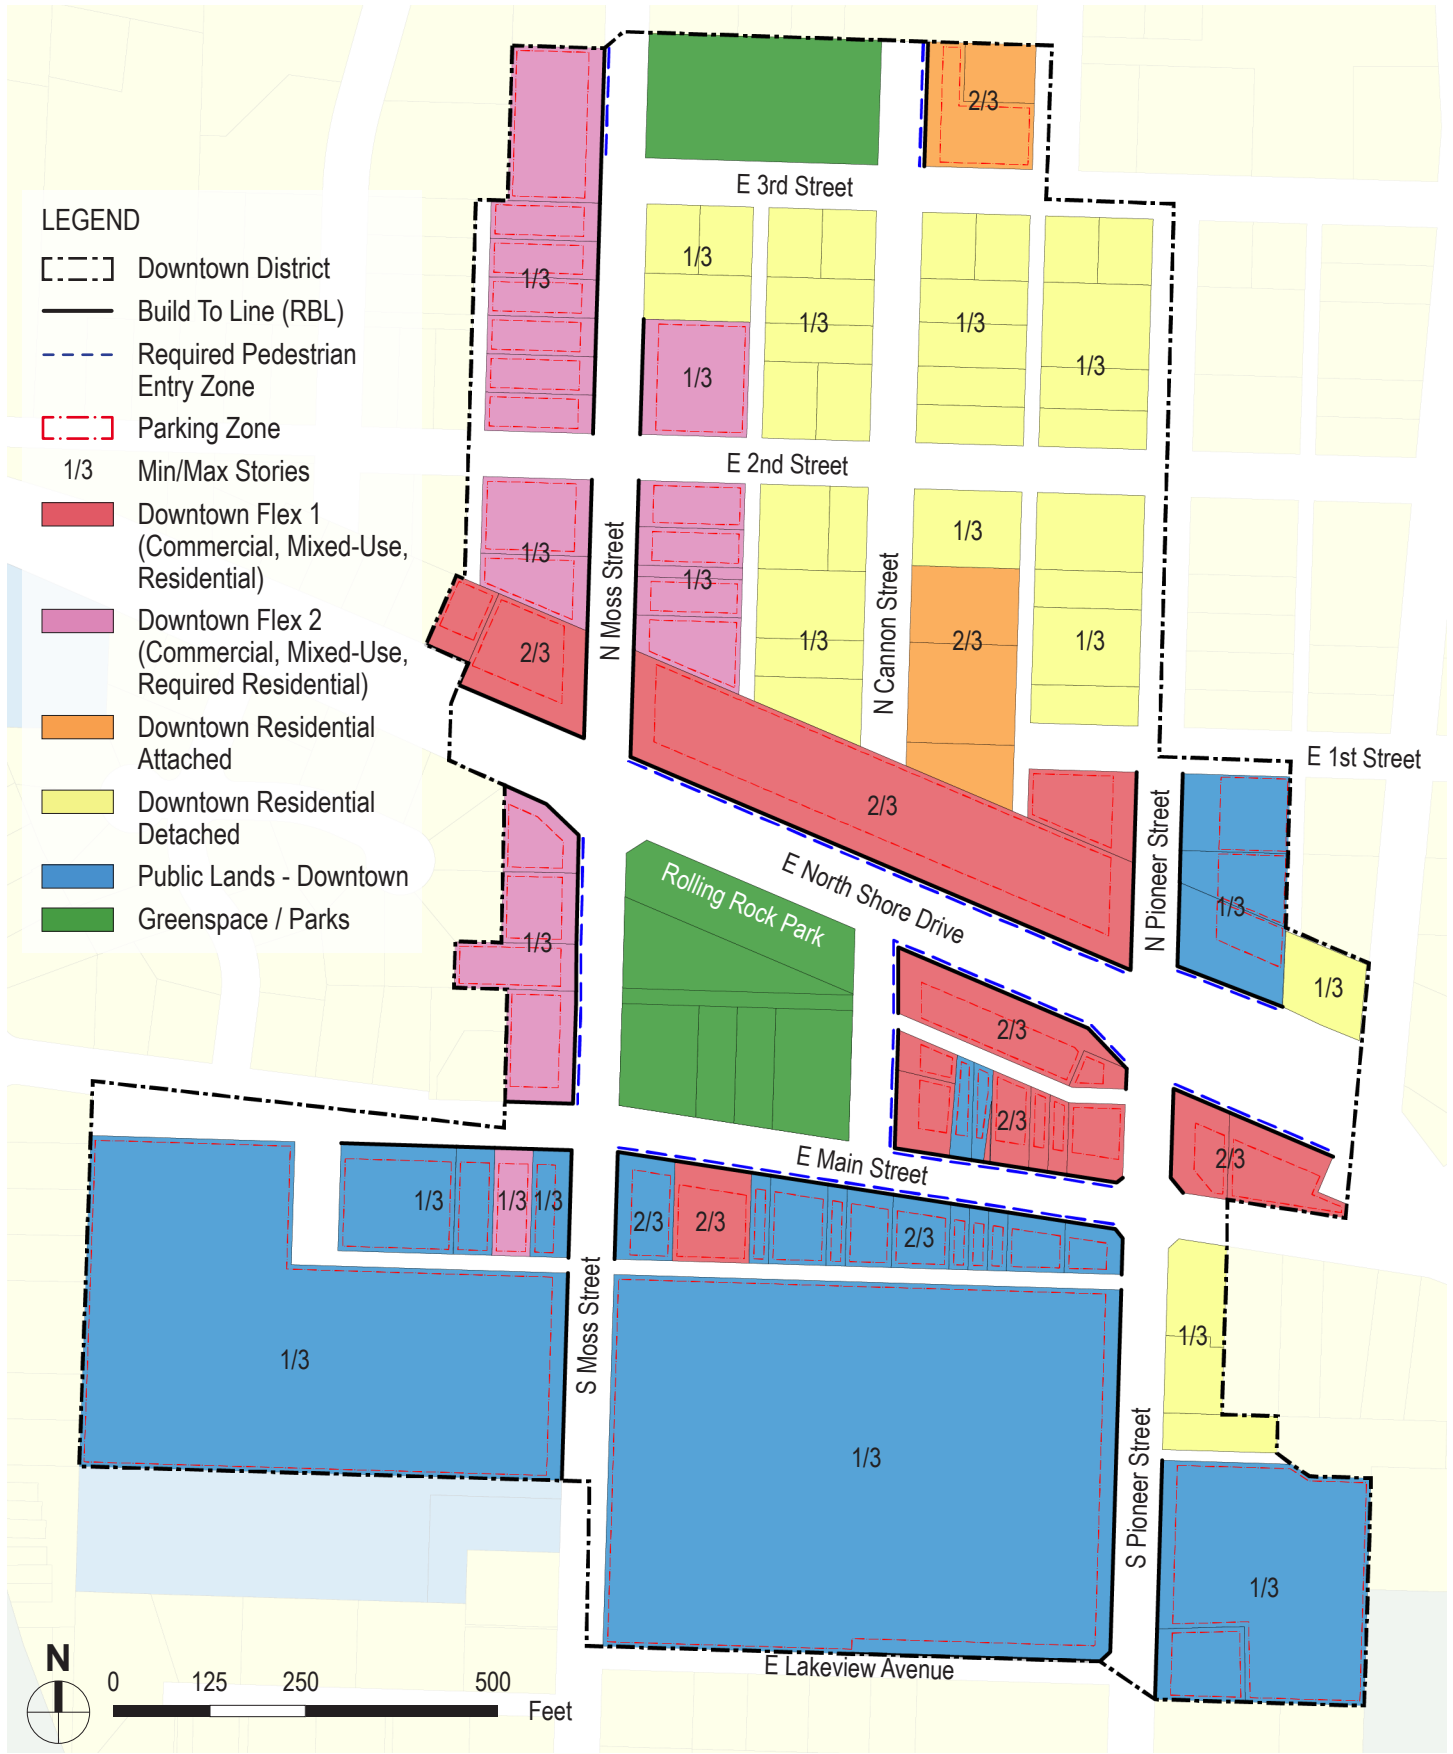 2/3
E 3rd Street
LEGEND
Downtown District
Build To Line (RBL)
Required Pedestrian
Entry Zone
Parking Zone
1/3 Min/Max Stories
Downtown Flex 1
(Commercial, Mixed-Use,
Residential)
Downtown Flex 2
(Commercial, Mixed-Use,
Required Residential)
Downtown Residential
Attached
Downtown Residential
Detached
Public Lands - Downtown
Greenspace / Parks
1/3
1/3
1/3
1/3
1/3
1/3
E 2nd Street
1/3
1/3
1/3
N Moss Street
N Cannon Street
2/3
1/3
2/3
1/3
E 1st Street
2/3
N Pioneer Street
E North Shore Drive
Rolling Rock Park
1/3
1/3
1/3
2/3
2/3
E Main Street
2/3
1/3
1/3
1/3
2/3
2/3
2/3
S Moss Street
1/3
1/3
1/3
S Pioneer Street
1/3
E Lakeview Avenue
N
0 125 250 500
Feet